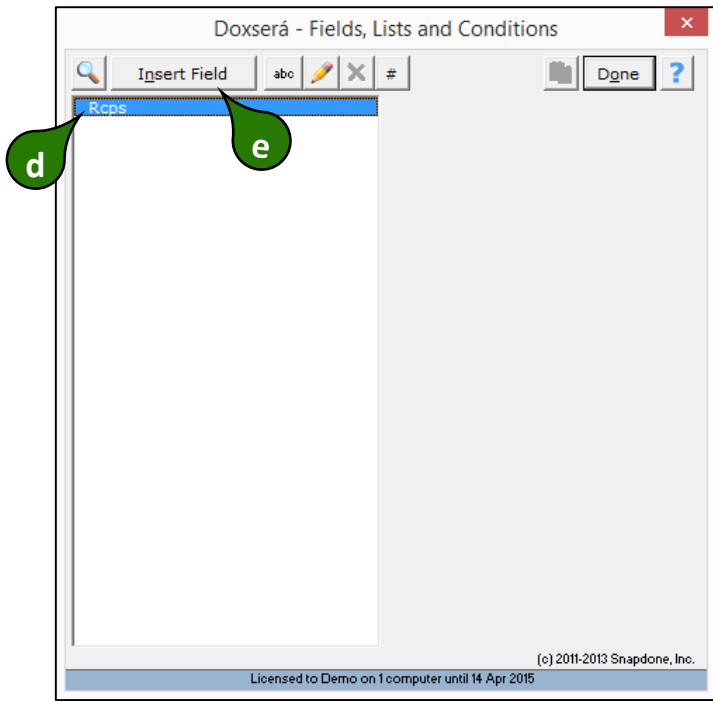 Doxserá - Fields, Lists and Conditions
Insert Field abc # Done ?
Rcps
d
e
(c) 2011-2013 Snapdone, Inc.
Licensed to Demo on 1 computer until 14 Apr 2015